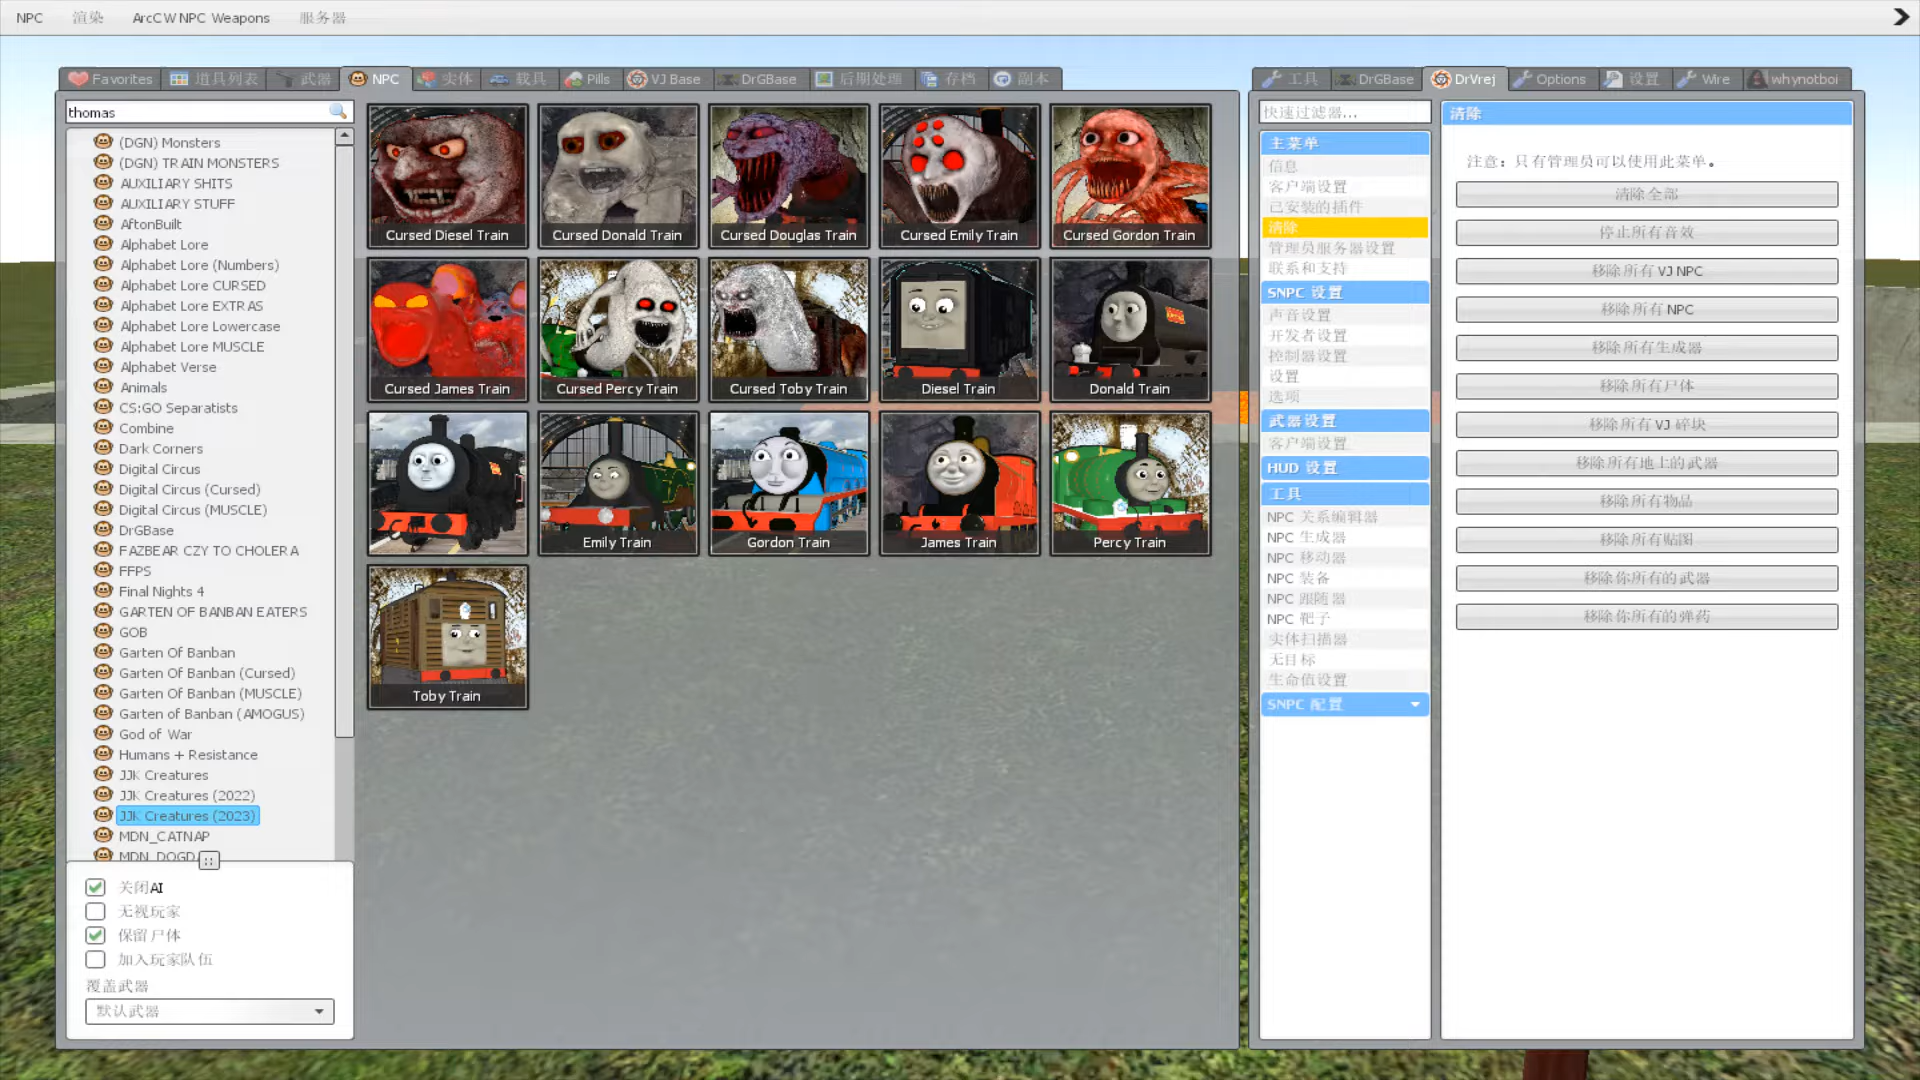 NPC 渲染 ArcCW NPC Weapons 服务器
Favorites 道具列表 武器 NPC 实体 载具 Pills VJ Base DrGBase 后期处理 存档 副本
工具 DrGBase DrVrej Options 设置 Wire whynotboi
thomas
(DGN) Monsters
(DGN) TRAIN MONSTERS
AUXILIARY SHITS
AUXILIARY STUFF
AftonBuilt
Alphabet Lore
Alphabet Lore (Numbers)
Alphabet Lore CURSED
Alphabet Lore EXTRAS
Alphabet Lore Lowercase
Alphabet Lore MUSCLE
Alphabet Verse
Animals
CS:GO Separatists
Combine
Dark Corners
Digital Circus
Digital Circus (Cursed)
Digital Circus (MUSCLE)
DrGBase
FAZBEAR CZY TO CHOLERA
FFPS
Final Nights 4
GARTEN OF BANBAN EATERS
GOB
Garten Of Banban
Garten Of Banban (Cursed)
Garten Of Banban (MUSCLE)
Garten of Banban (AMOGUS)
God of War
Humans + Resistance
JJK Creatures
JJK Creatures (2022)
JJK Creatures (2023)
MDN_CATNAP
MDN_DOGD
关闭AI
无视玩家
保留尸体
加入玩家队伍
覆盖武器
默认武器
Cursed Diesel Train
Cursed Donald Train
Cursed Douglas Train
Cursed Emily Train
Cursed Gordon Train
Cursed James Train
Cursed Percy Train
Cursed Toby Train
Diesel Train
Donald Train
Emily Train
Gordon Train
James Train
Percy Train
Toby Train
快速过滤器...
主菜单
信息
客户端设置
已安装的插件
清除
管理员服务器设置
联系和支持
SNPC 设置
声音设置
开发者设置
控制器设置
设置
选项
武器设置
客户端设置
HUD 设置
工具
NPC 关系编辑器
NPC 生成器
NPC 移动器
NPC 装备
NPC 跟随器
NPC 靶子
实体扫描器
无目标
生命值设置
SNPC 配置
清除
注意：只有管理员可以使用此菜单。
清除全部
停止所有音效
移除所有 VJ NPC
移除所有 NPC
移除所有生成器
移除所有尸体
移除所有 VJ 碎块
移除所有地上的武器
移除所有物品
移除所有贴图
移除你所有的武器
移除你所有的弹药